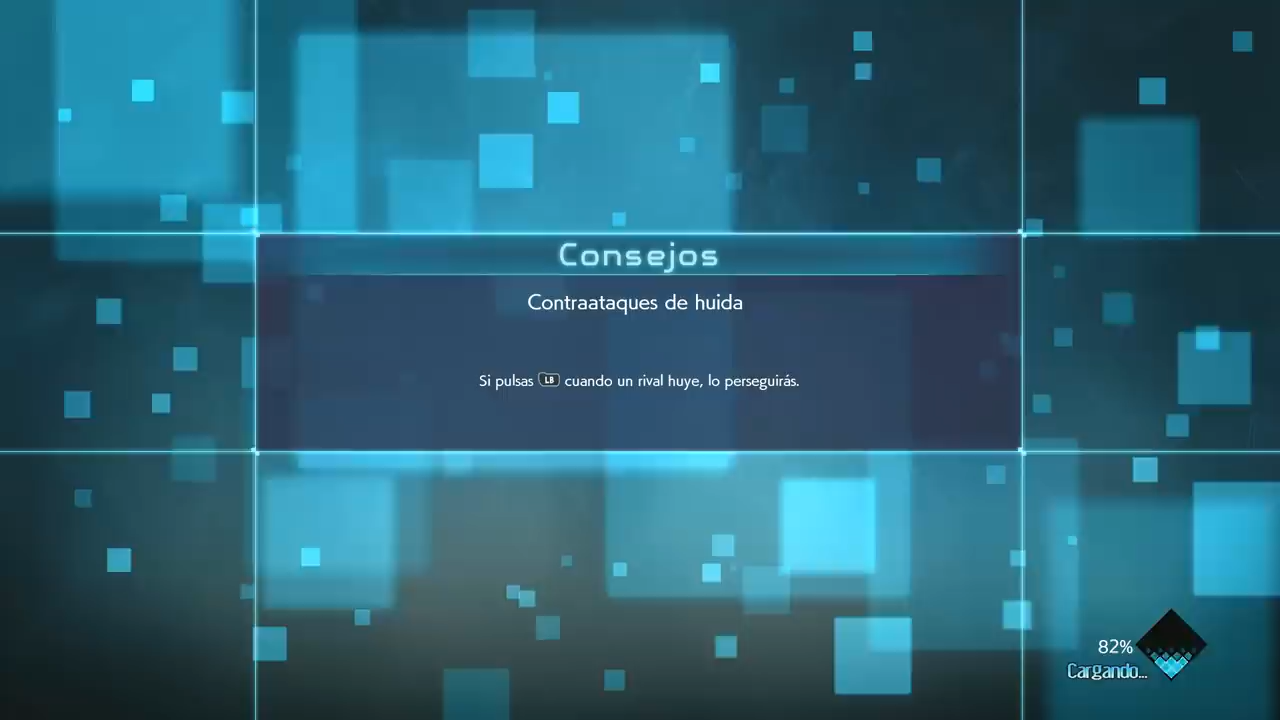 Consejos
Contraataques de huida
Si pulsas LB cuando un rival huye, lo perseguirás.
82%
Cargando...